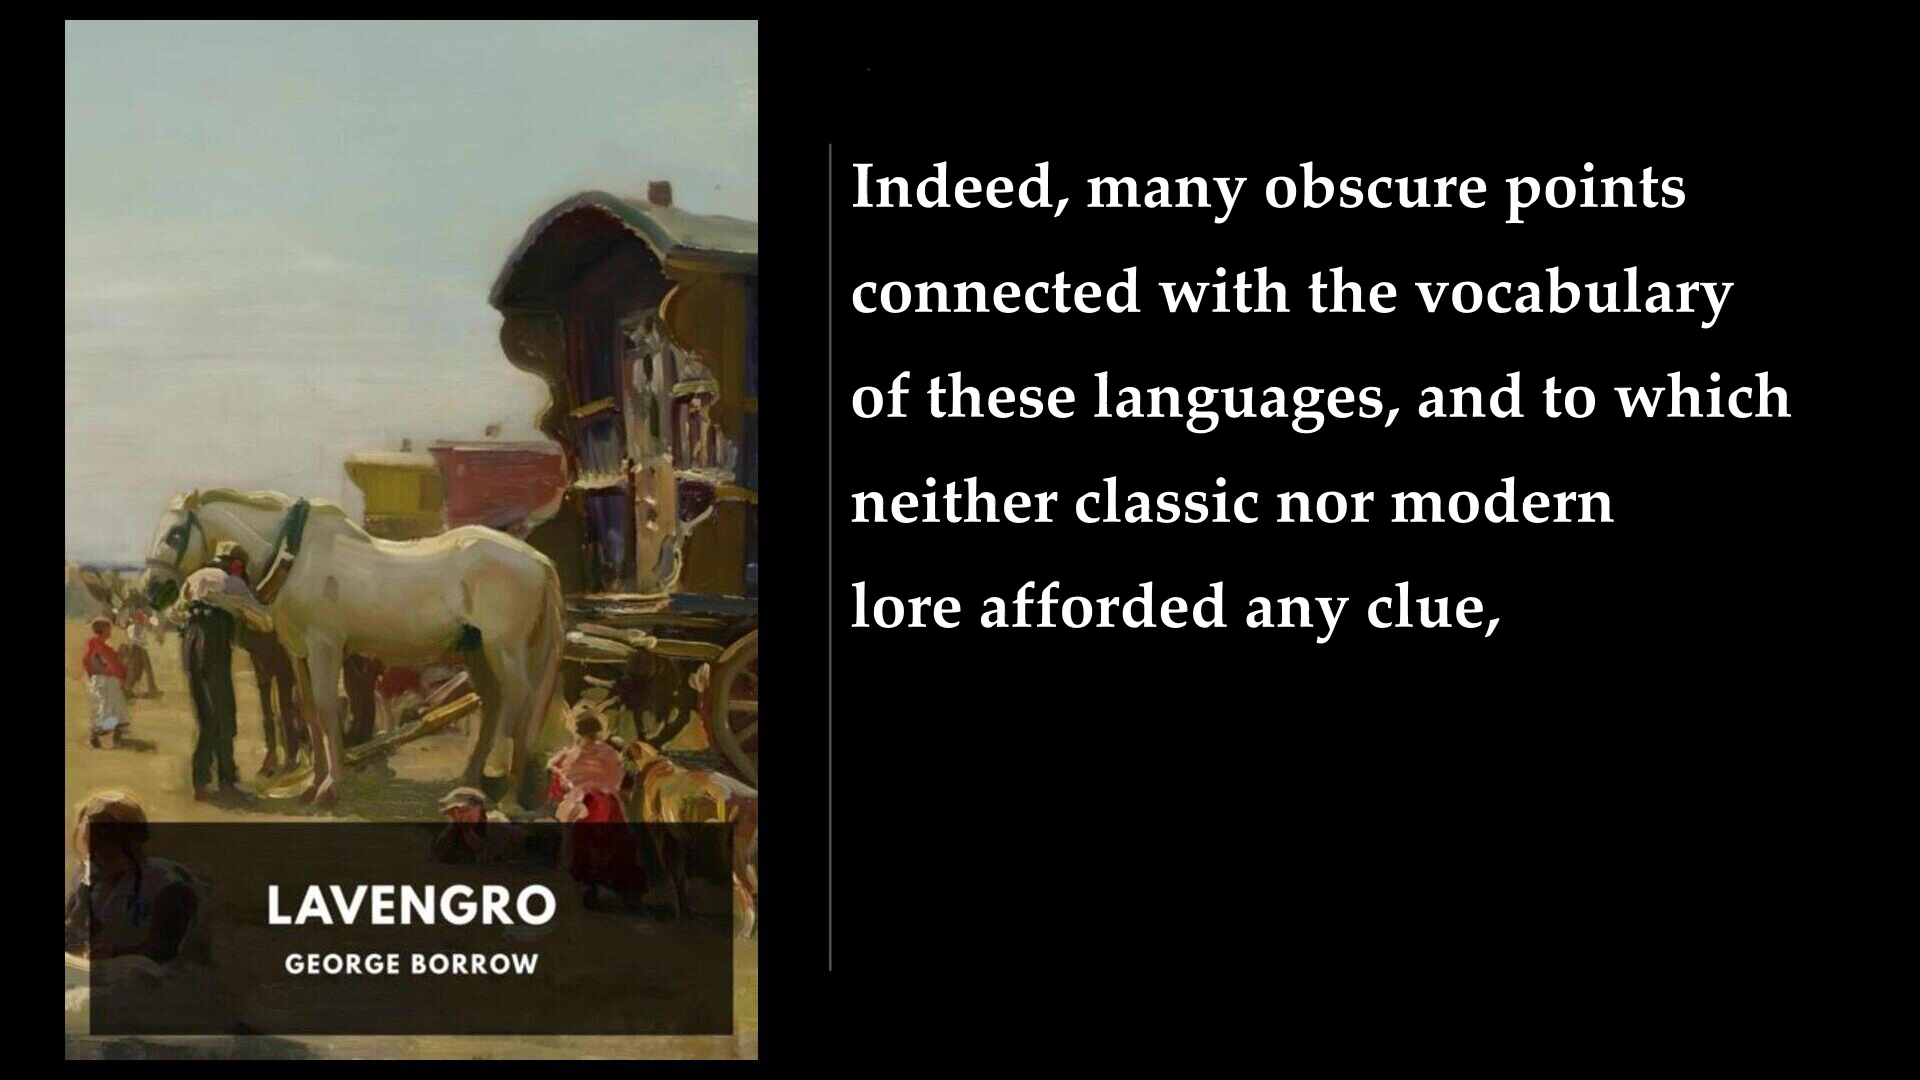 Indeed, many obscure points
connected with the vocabulary
of these languages, and to which
neither classic nor modern
lore afforded any clue,
LAVENGRO
GEORGE BORROW